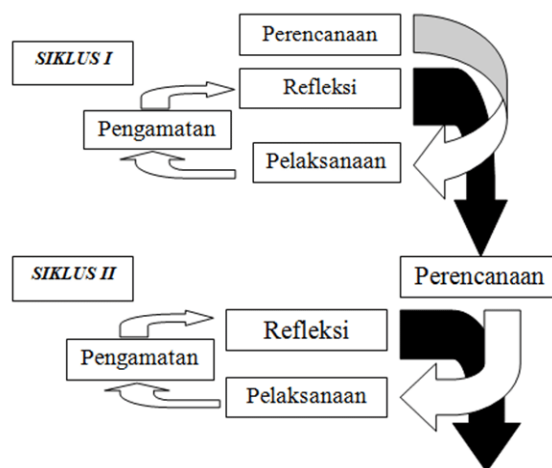 Perencanaan
SIKLUS I
Refleksi
Pengamatan
Pelaksanaan
SIKLUS II
Perencanaan
Refleksi
Pengamatan
Pelaksanaan